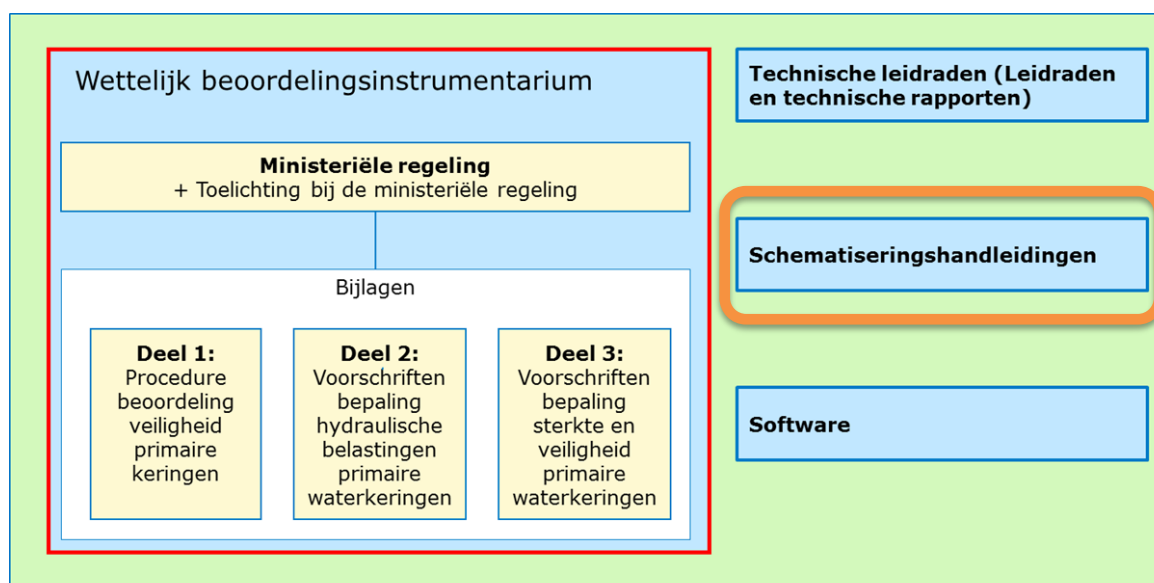 Wettelijk beoordelingsinstrumentarium
Ministeriële regeling
+ Toelichting bij de ministeriële regeling
Bijlagen
Deel 1:
Procedure
beoordeling
veiligheid
primaire
keringen
Deel 2:
Voorschriften
bepaling
hydraulische
belastingen
primaire
waterkeringen
Deel 3:
Voorschriften
bepaling
sterkte en
veiligheid
primaire
waterkeringen
Technische leidraden (Leidraden
en technische rapporten)
Schematiseringshandleidingen
Software